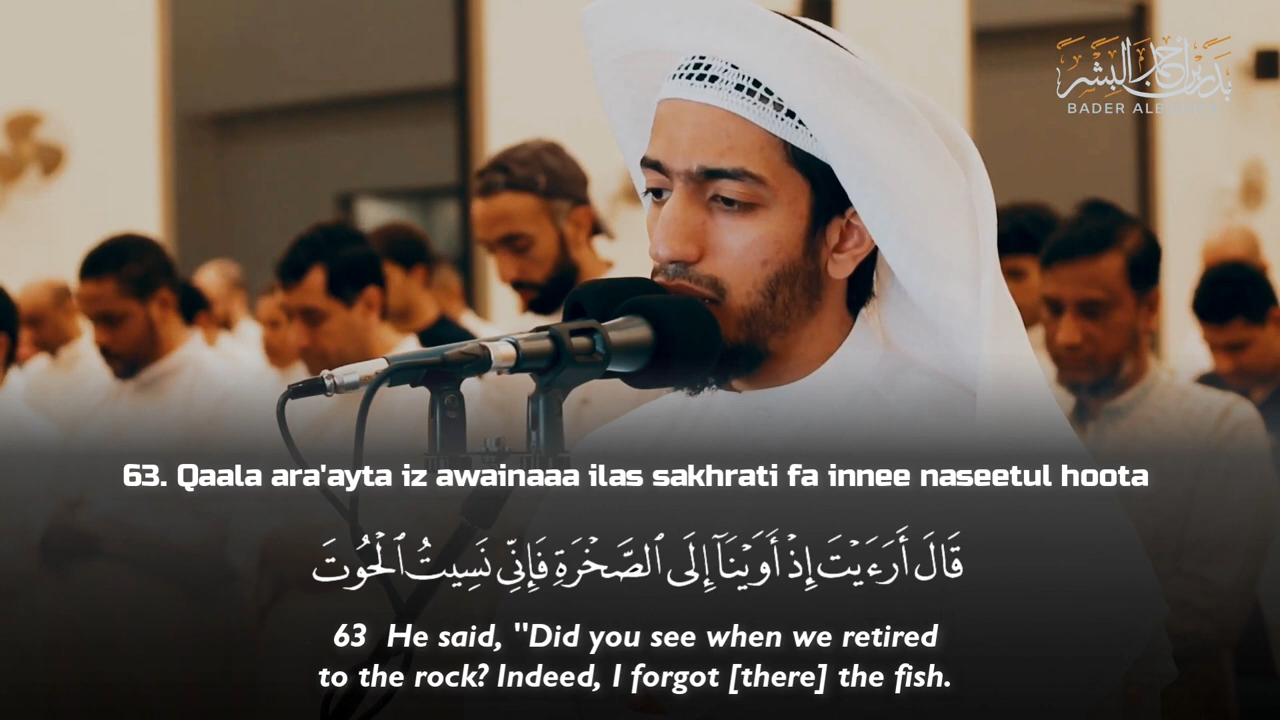 بدر بن أحمد البشر
BADER
63. Qaala ara'ayta iz awainaaa ilas sakhrati fa innee naseetul hoota
قَالَ أَرَءَيْتَ إِذْ أَوَيْنَآ إِلَى ٱلصَّخْرَةِ فَإِنِّي نَسِيتُ ٱلْحُوتَ
63 He said, "Did you see when we retired
to the rock? Indeed, I forgot [there] the fish.